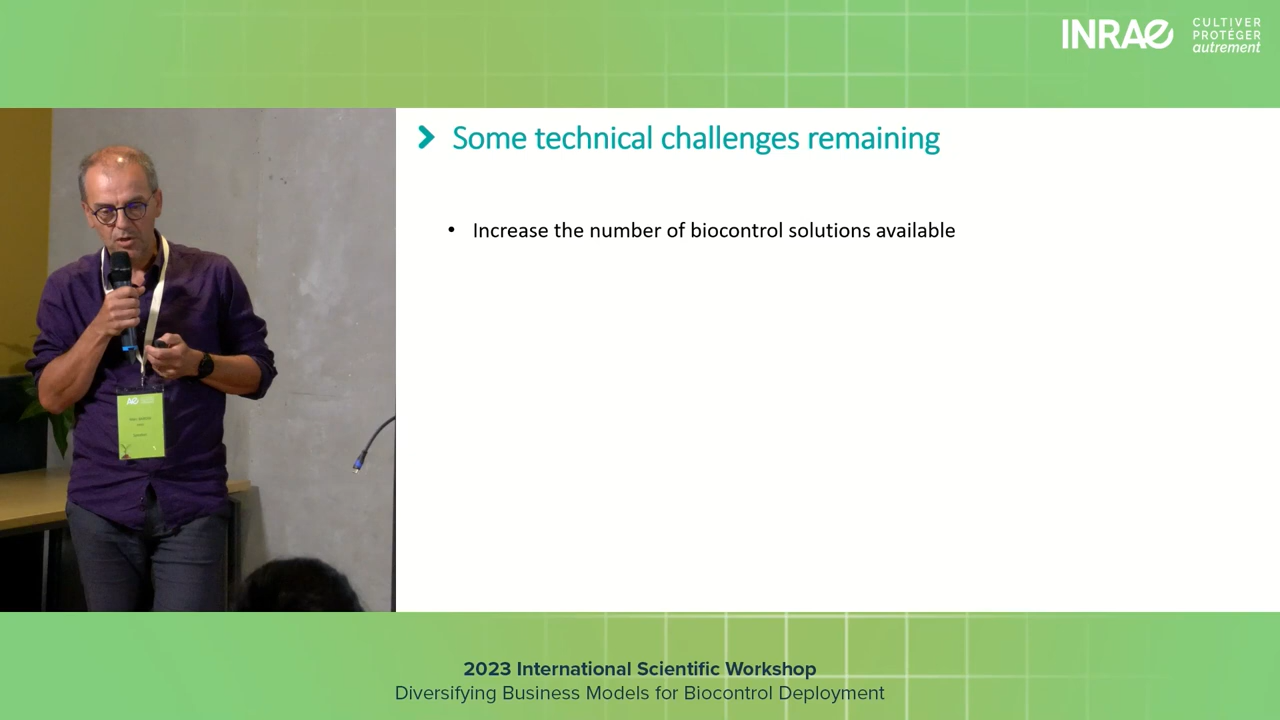 INRAE
CULTIVER
PROTÉGER
autrement
Some technical challenges remaining
• Increase the number of biocontrol solutions available
2023 International Scientific Workshop
Diversifying Business Models for Biocontrol Deployment